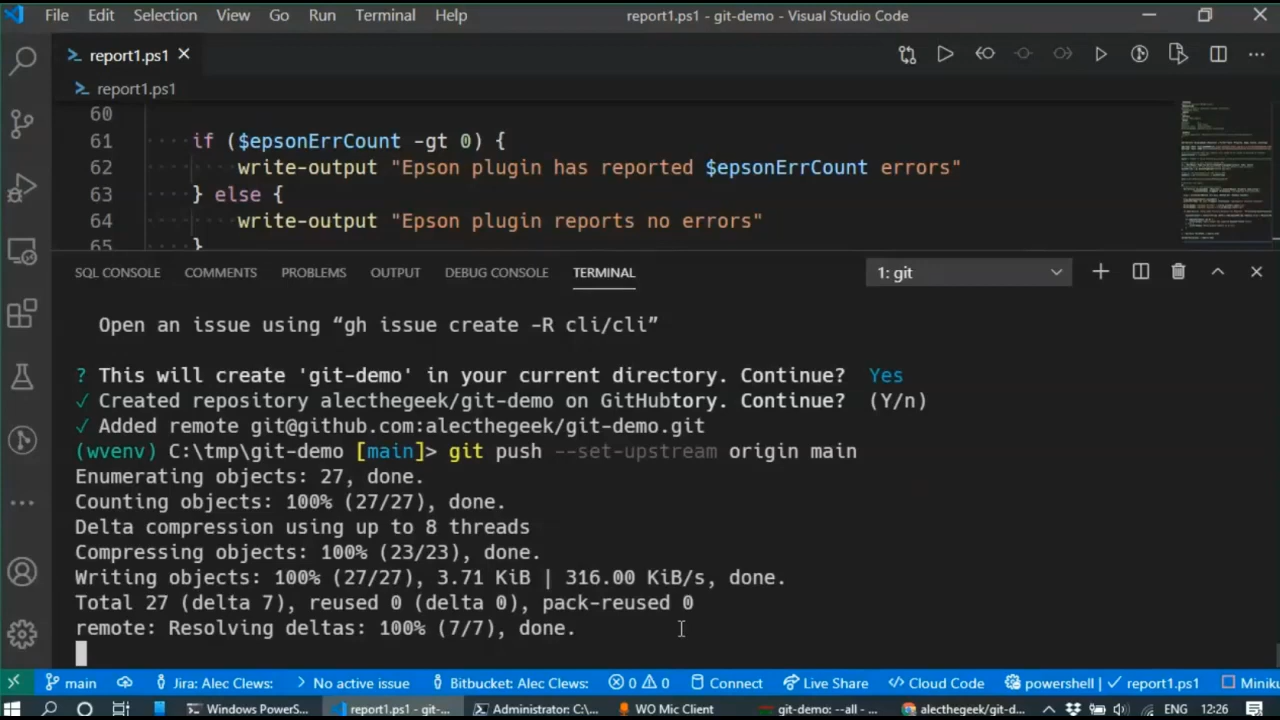 File Edit Selection View Go Run Terminal Help report1.ps1 - git-demo - Visual Studio Code
report1.ps1
report1.ps1
60
61 if ($epsonErrCount -gt 0) {
62 write-output "Epson plugin has reported $epsonErrCount errors"
63 } else {
64 write-output "Epson plugin reports no errors"
65 }
SQL CONSOLE COMMENTS PROBLEMS OUTPUT DEBUG CONSOLE TERMINAL 1: git
Open an issue using “gh issue create -R cli/cli”
? This will create 'git-demo' in your current directory. Continue? Yes
✓ Created repository alecthegeek/git-demo on GitHubtory. Continue? (Y/n)
✓ Added remote git@github.com:alecthegeek/git-demo.git
(wvenv) C:\tmp\git-demo [main]> git push --set-upstream origin main
Enumerating objects: 27, done.
Counting objects: 100% (27/27), done.
Delta compression using up to 8 threads
Compressing objects: 100% (23/23), done.
Writing objects: 100% (27/27), 3.71 KiB | 316.00 KiB/s, done.
Total 27 (delta 7), reused 0 (delta 0), pack-reused 0
remote: Resolving deltas: 100% (7/7), done.
main Jira: Alec Clews: No active issue Bitbucket: Alec Clews: 0 0 Connect Live Share Cloud Code powershell | ✓ report1.ps1 Miniku
Windows PowerS... report1.ps1 - git-... Administrator: C:\... WO Mic Client git-demo: --all - ... alecthegeek/git-d... ENG 12:26